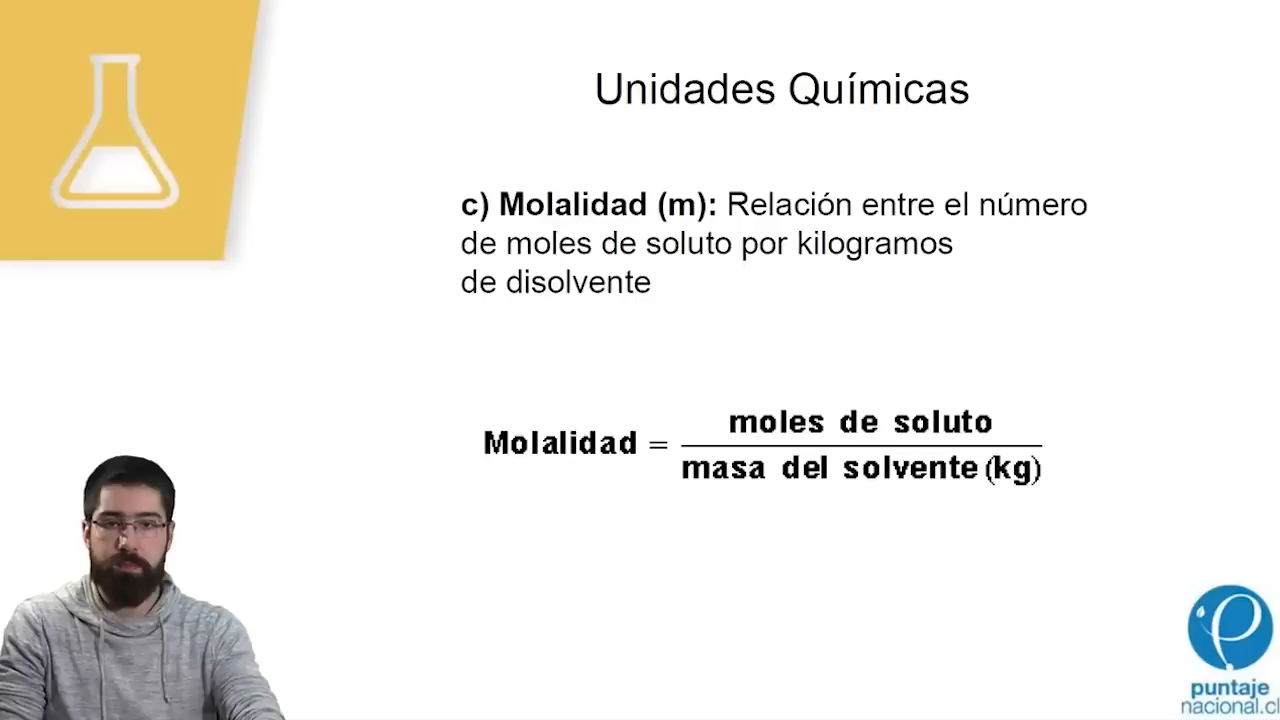 Unidades Químicas
c) Molalidad (m): Relación entre el número
de moles de soluto por kilogramos
de disolvente
Molalidad = moles de soluto
masa del solvente (kg)
puntaje
nacional.cl